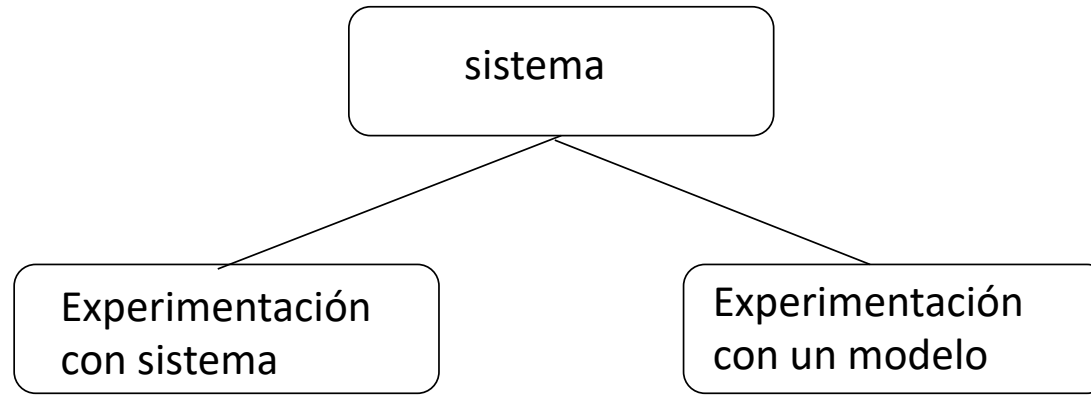 sistema
Experimentación
con sistema
Experimentación
con un modelo